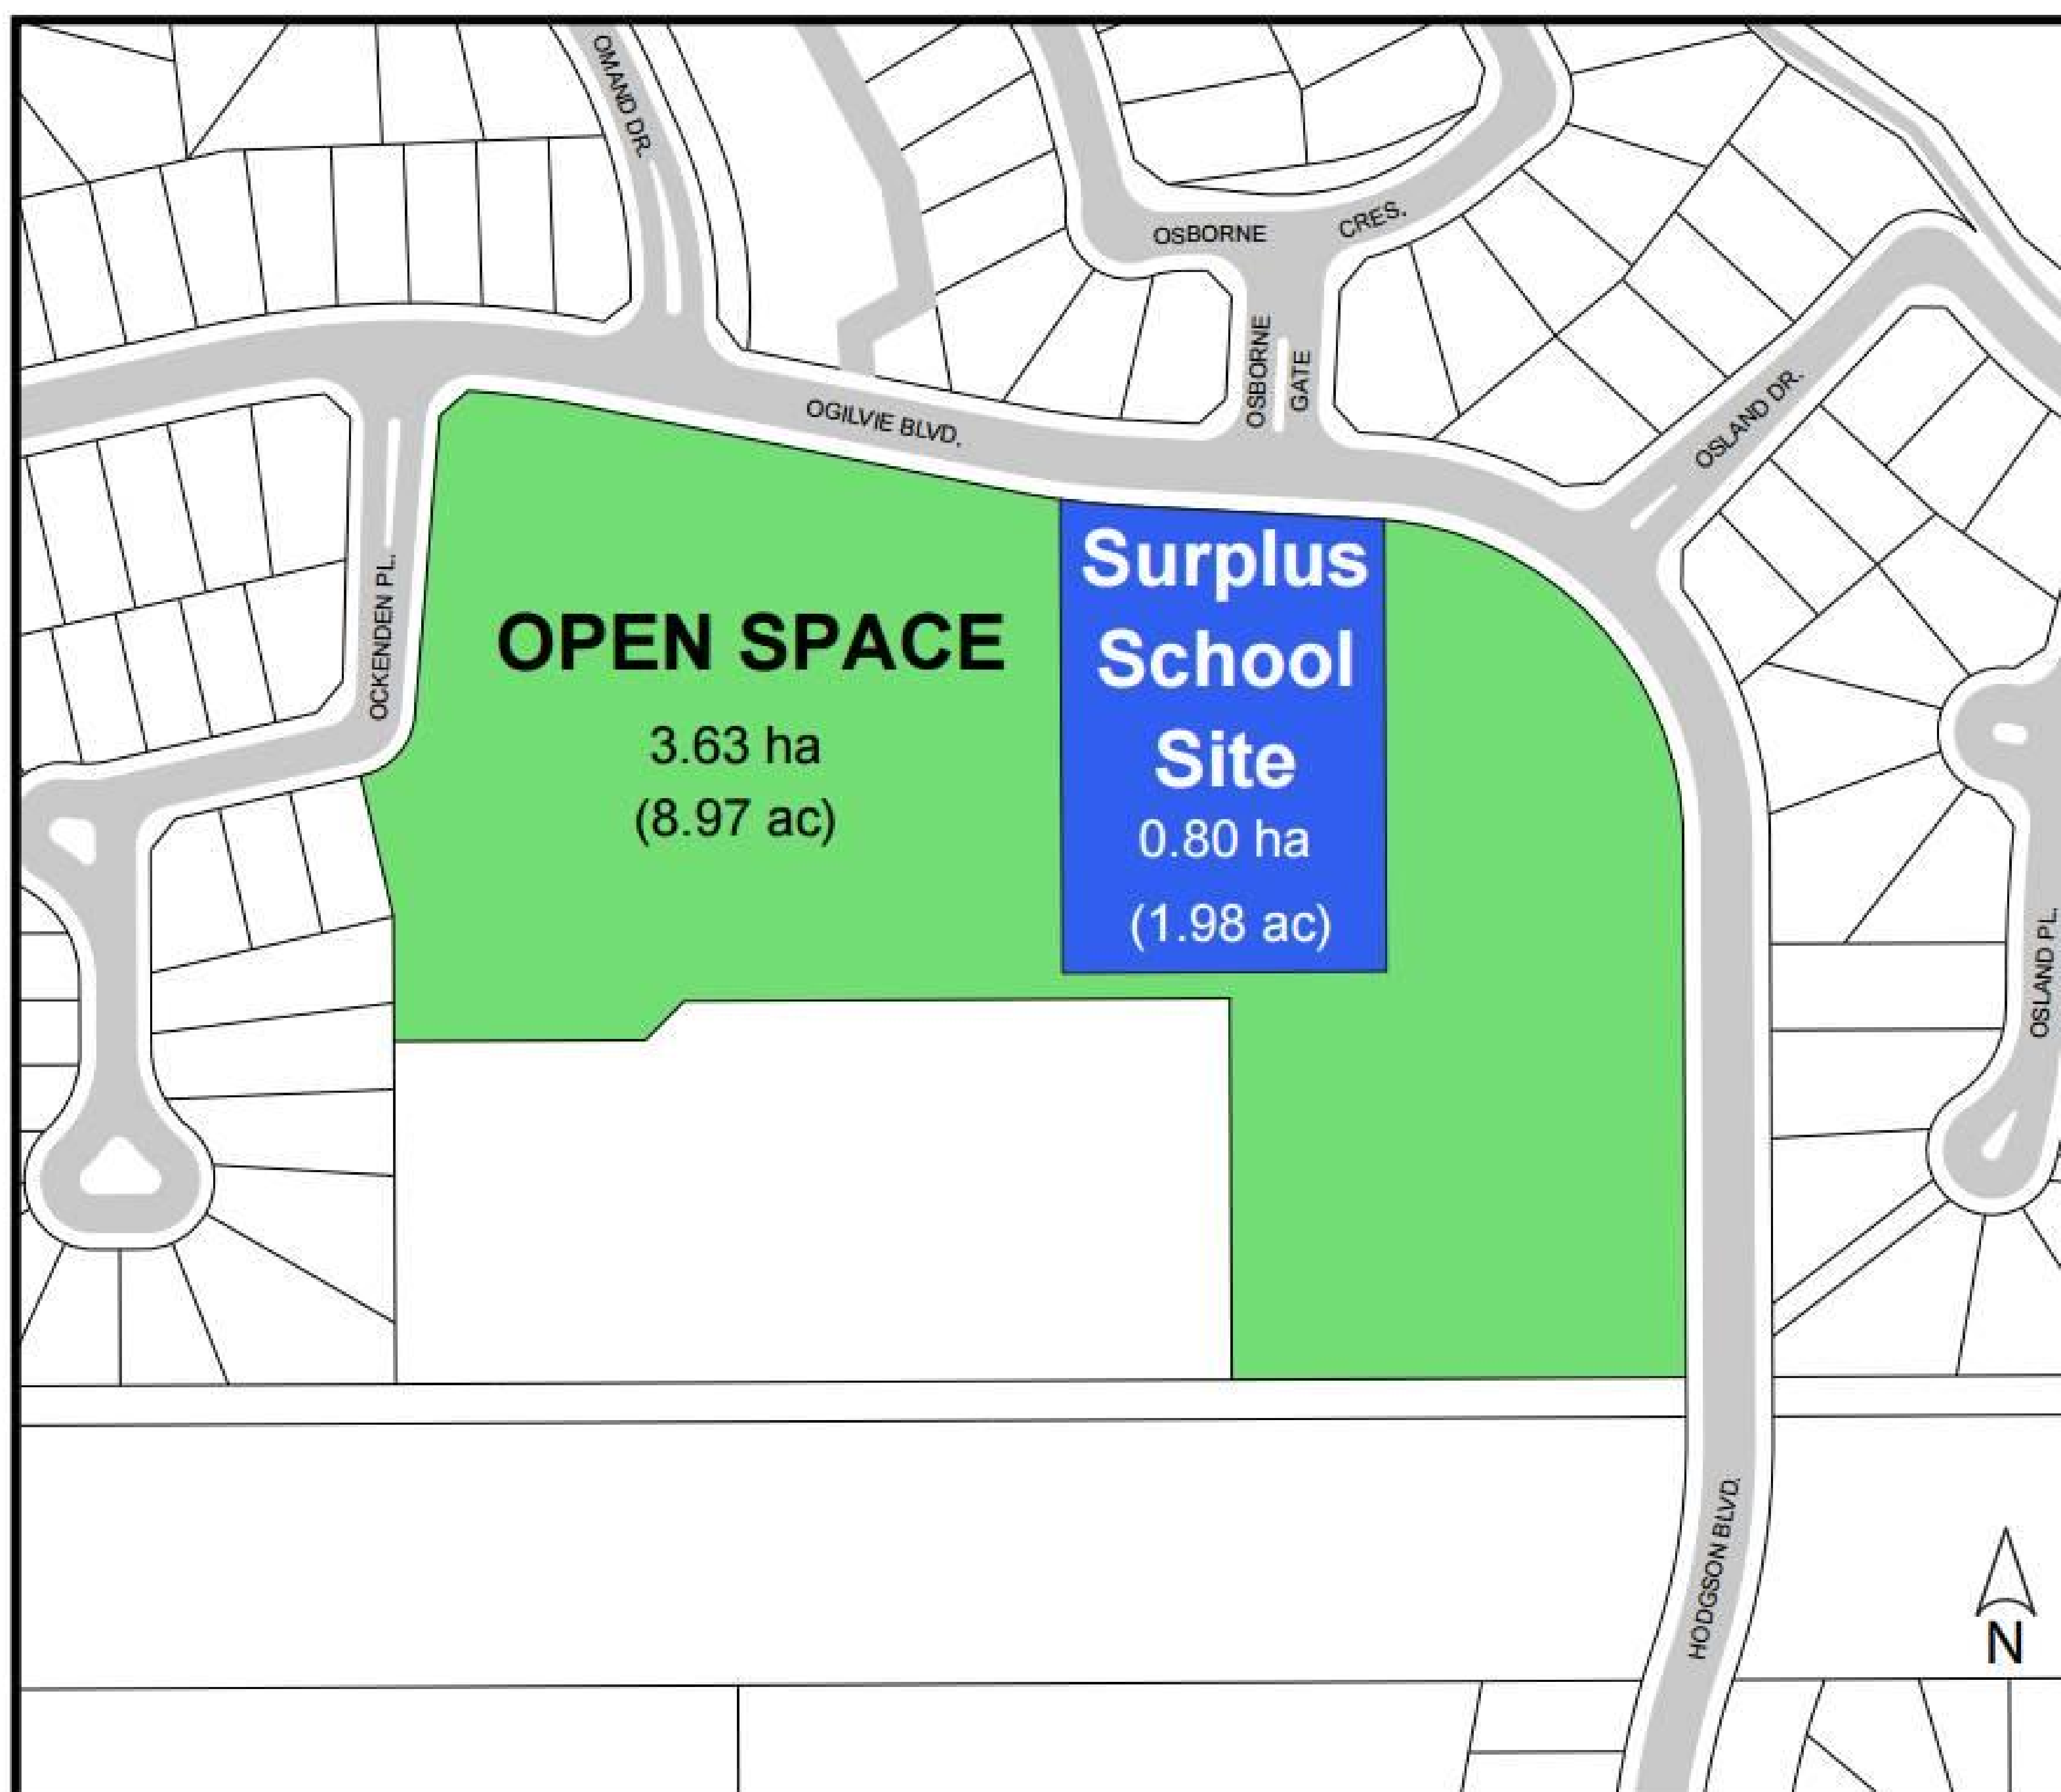 OMAND DR.
OSBORNE
CRES.
OSBORNE
GATE
OGILVIE BLVD.
OSLAND DR.
OCKENDEN PL.
OPEN SPACE
3.63 ha
(8.97 ac)
Surplus
School
Site
0.80 ha
(1.98 ac)
OSLAND PL.
HODGSON BLVD.
N